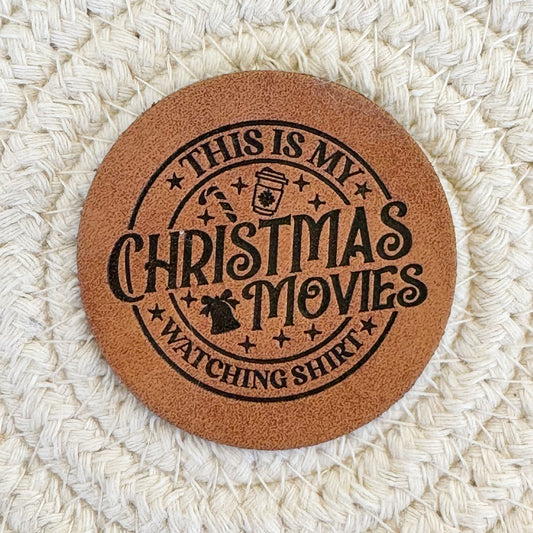 THIS IS MY
CHRISTMAS
MOVIES
WATCHING SHIRT